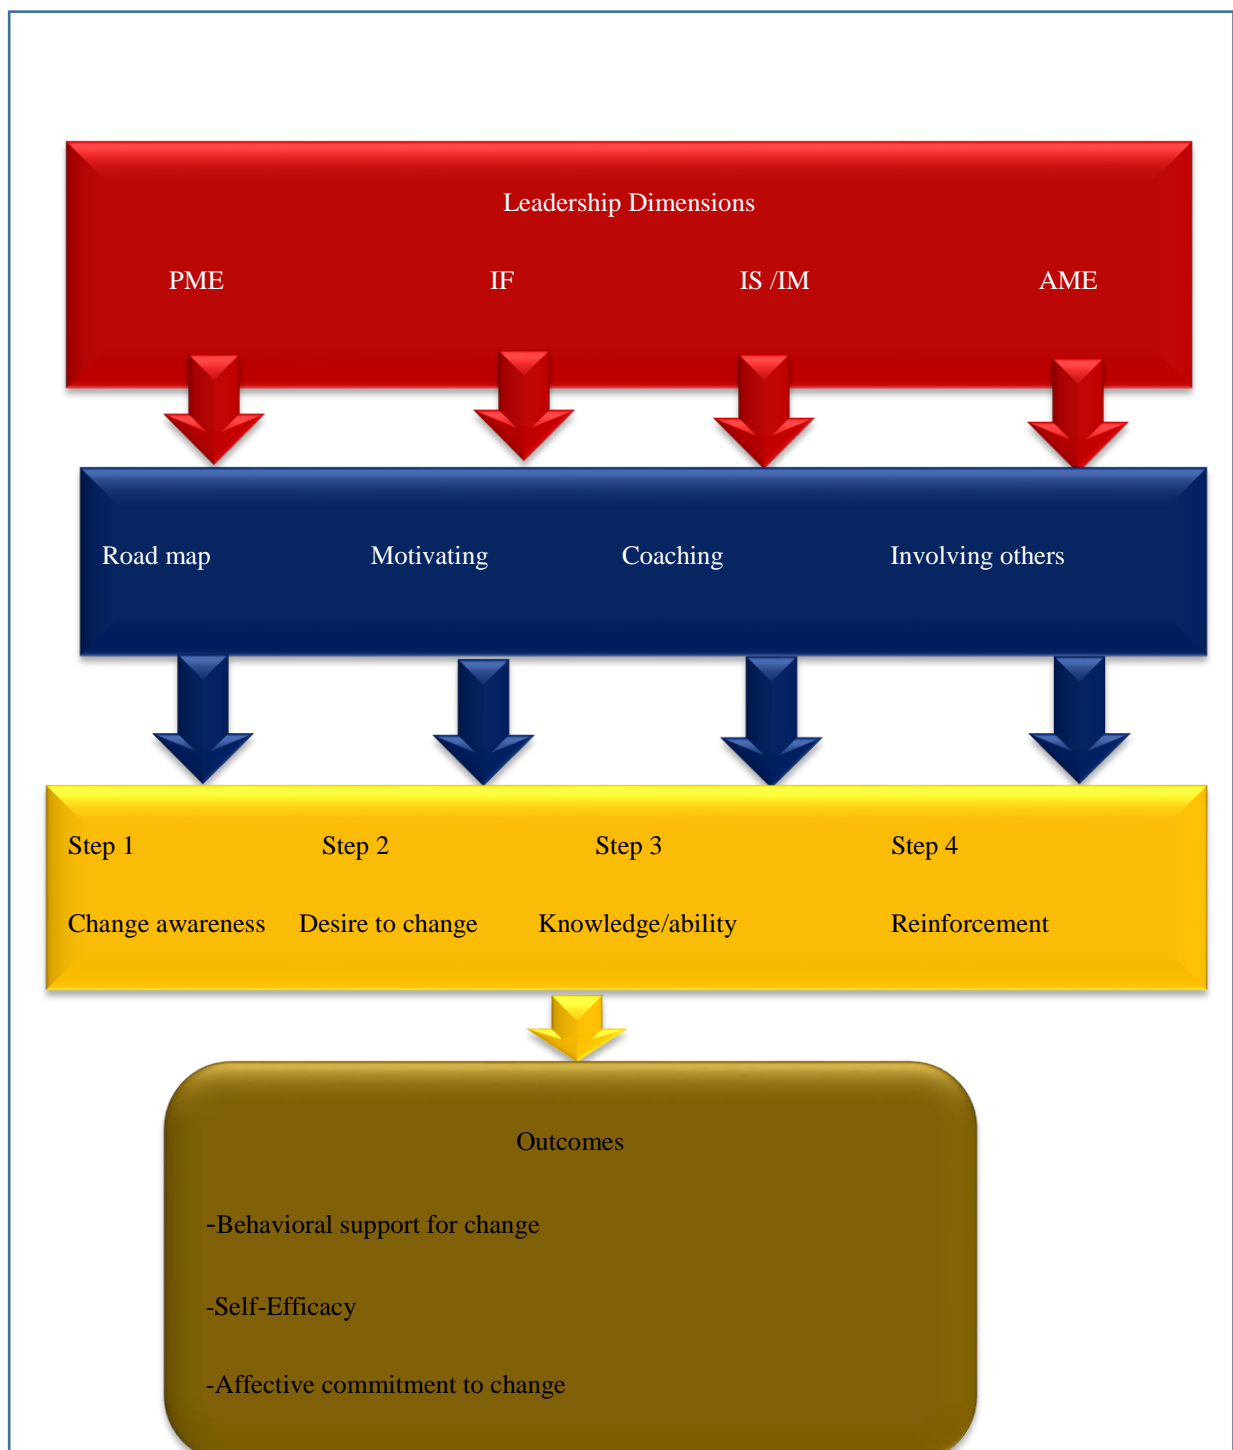 Leadership Dimensions
PME IF IS /IM AME
Road map Motivating Coaching Involving others
Step 1 Step 2 Step 3 Step 4
Change awareness Desire to change Knowledge/ability Reinforcement
Outcomes
-Behavioral support for change
-Self-Efficacy
-Affective commitment to change